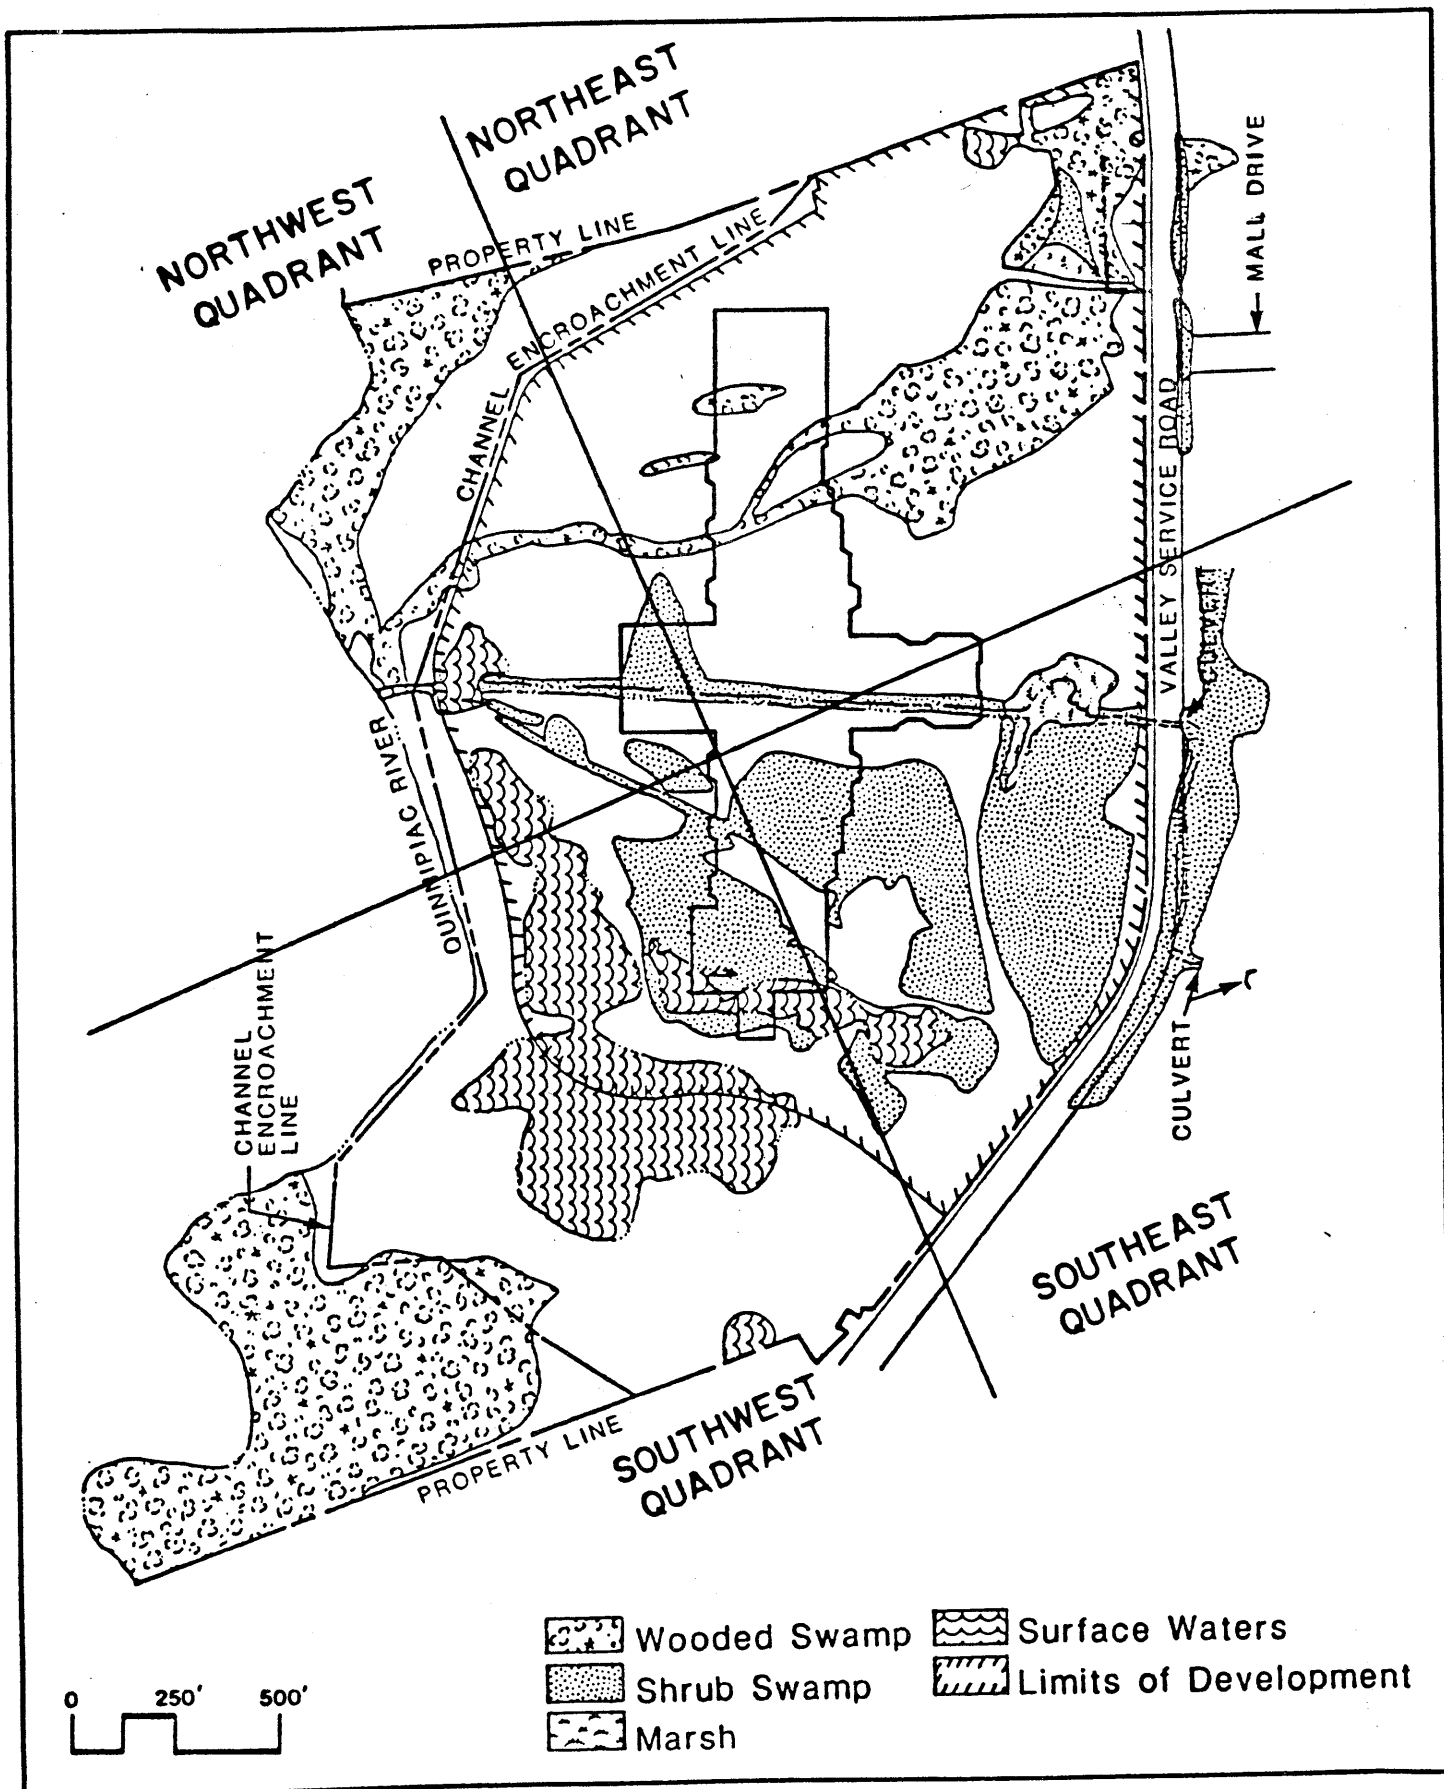 NORTHEAST
QUADRANT
NORTHWEST
QUADRANT
PROPERTY LINE
CHANNEL
ENCROACHMENT LINE
MALL DRIVE
VALLEY SERVICE ROAD
CULVERT
QUINNIPIAC RIVER
CHANNEL
ENCROACHMENT
LINE
CULVERT
SOUTHEAST
QUADRANT
SOUTHWEST
QUADRANT
PROPERTY LINE
Wooded Swamp
Shrub Swamp
Marsh
Surface Waters
Limits of Development
0 250' 500'